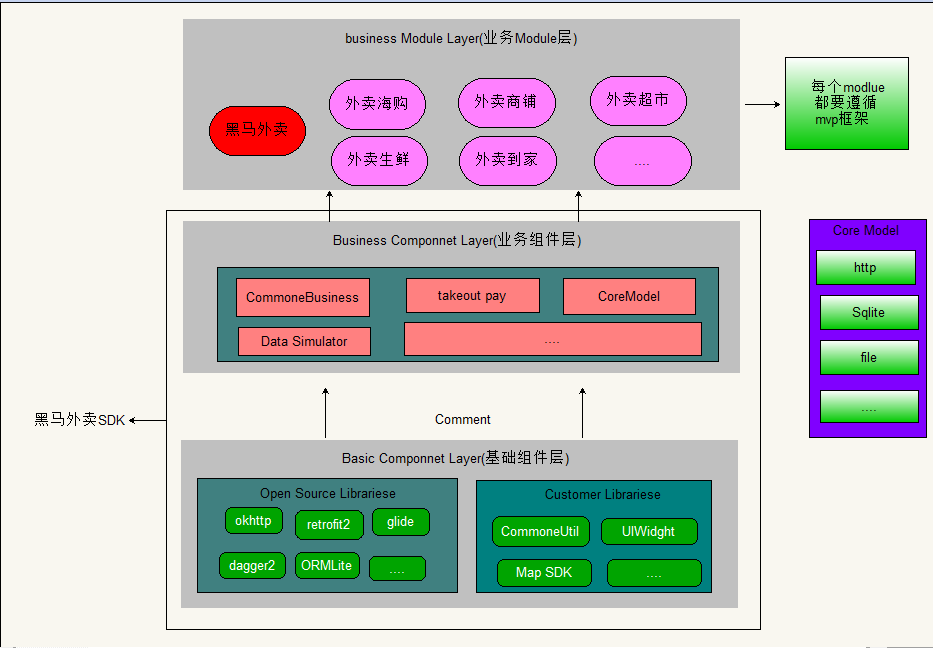 business Module Layer(业务Module层)
黑马外卖
外卖海购
外卖商铺
外卖超市
外卖生鲜
外卖到家
....
每个modlue
都要遵循
mvp框架
Business Componnet Layer(业务组件层)
CommoneBusiness
takeout pay
CoreModel
Data Simulator
....
Core Model
http
Sqlite
file
....
黑马外卖SDK
Comment
Basic Componnet Layer(基础组件层)
Open Source Librariese
okhttp
retrofit2
glide
dagger2
ORMLite
....
Customer Librariese
CommoneUtil
UIWidght
Map SDK
....